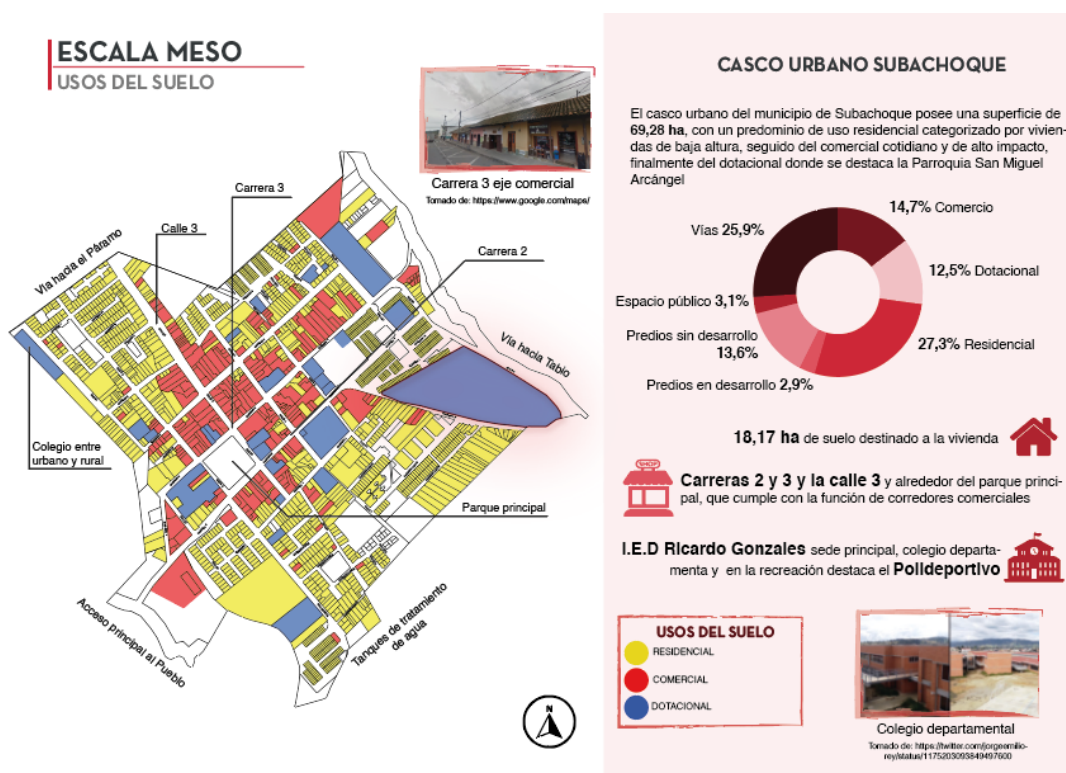 ESCALA MESO
USOS DEL SUELO
Carrera 3 eje comercial
Tomado de: https://www.google.com/maps/
Carrera 3
Calle 3
Vía hacia el Páramo
Carrera 2
Vía hacia Tabio
Colegio entre
urbano y rural
Parque principal
Acceso principal al Pueblo
Tanques de tratamiento
de agua
N
CASCO URBANO SUBACHOQUE
El casco urbano del municipio de Subachoque posee una superficie de
69,28 ha, con un predominio de uso residencial categorizado por vivien-
das de baja altura, seguido del comercial cotidiano y de alto impacto,
finalmente del dotacional donde se destaca la Parroquia San Miguel
Arcángel
14,7% Comercio
Vías 25,9%
12,5% Dotacional
Espacio público 3,1%
Predios sin desarrollo
13,6%
27,3% Residencial
Predios en desarrollo 2,9%
18,17 ha de suelo destinado a la vivienda
SHOP
Carreras 2 y 3 y la calle 3 y alrededor del parque princi-
pal, que cumple con la función de corredores comerciales
I.E.D Ricardo Gonzales sede principal, colegio departa-
menta y en la recreación destaca el Polideportivo
USOS DEL SUELO
RESIDENCIAL
COMERCIAL
DOTACIONAL
Colegio departamental
Tomado de: https://twitter.com/jorgeemilio-
rey/status/1175203093849497600